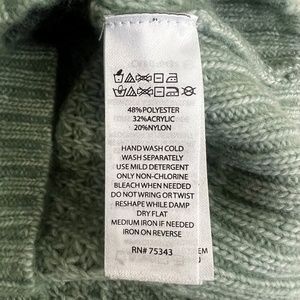 48%POLYESTER
32%ACRYLIC
20%NYLON
HAND WASH COLD
WASH SEPARATELY
USE MILD DETERGENT
ONLY NON-CHLORINE
BLEACH WHEN NEEDED
DO NOT WRING OR TWIST
RESHAPE WHILE DAMP
DRY FLAT
MEDIUM IRON IF NEEDED
IRON ON REVERSE
RN# 75343